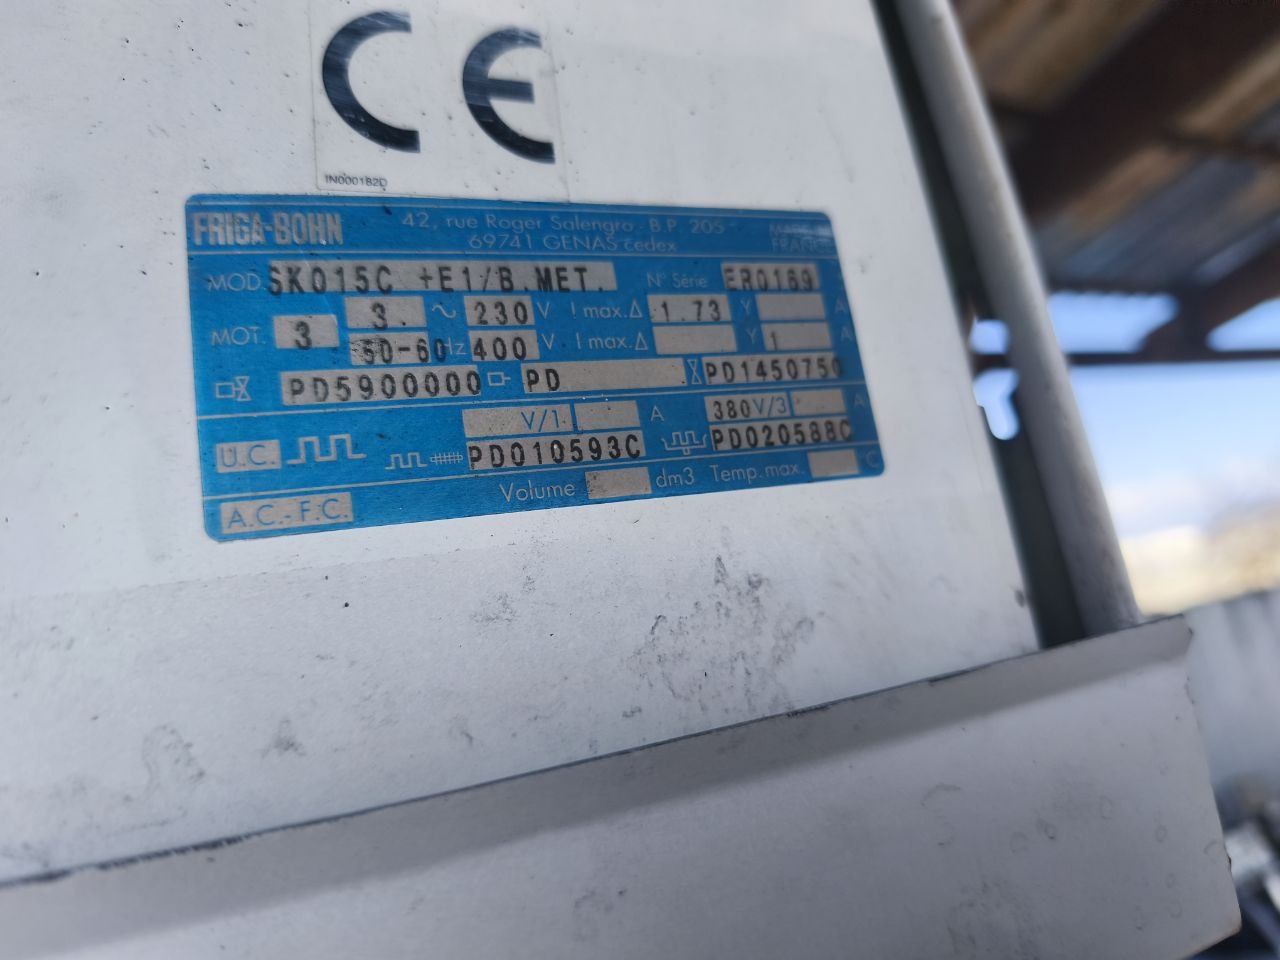 CE
IN0001B2D
FRIGA-BOHN 42, rue Roger Salengro - B.P. 205
69741 GENAS cedex
MOD. SK015C +E1/B.MET. N° Série ER0169
MOT. 3 3. ~ 230 V I max.Δ 1.73 Y A
50-60 Hz 400 V I max.Δ Y 1 A
PD5900000 PD PD1450750
V/1 A 380V/3 A
U.C. PD010593C PD020588C
A.C.-F.C. Volume dm3 Temp.max. C